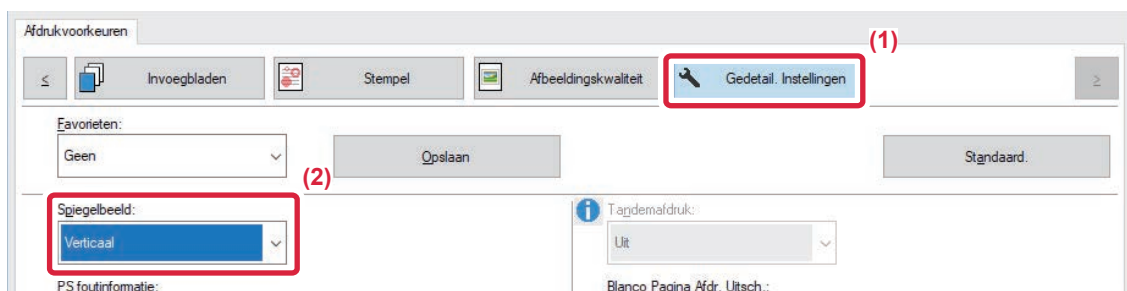 Afdrukvoorkeuren
(1)
< Invoegbladen Stempel Afbeeldingskwaliteit Gedetail. Instellingen >
Favorieten:
Geen Opslaan Standaard.
(2)
Spiegelbeeld: Tandemafdruk:
Verticaal Uit
PS foutinformatie: Blanco Pagina Afdr. Uitsch.: